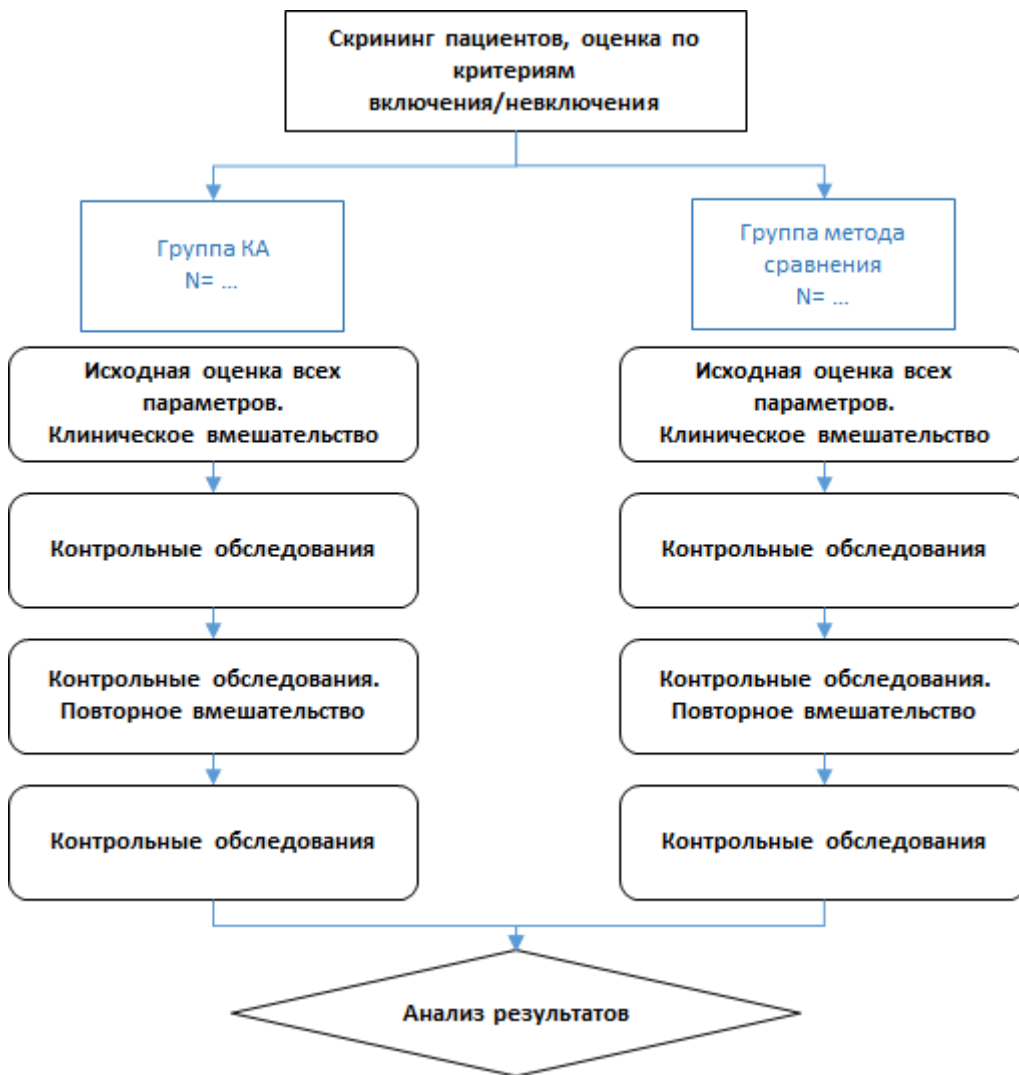 Скрининг пациентов, оценка по
критериям
включения/невключения
Группа КА
N= ...
Группа метода
сравнения
N= ...
Исходная оценка всех
параметров.
Клиническое вмешательство
Исходная оценка всех
параметров.
Клиническое вмешательство
Контрольные обследования
Контрольные обследования
Контрольные обследования.
Повторное вмешательство
Контрольные обследования.
Повторное вмешательство
Контрольные обследования
Контрольные обследования
Анализ результатов